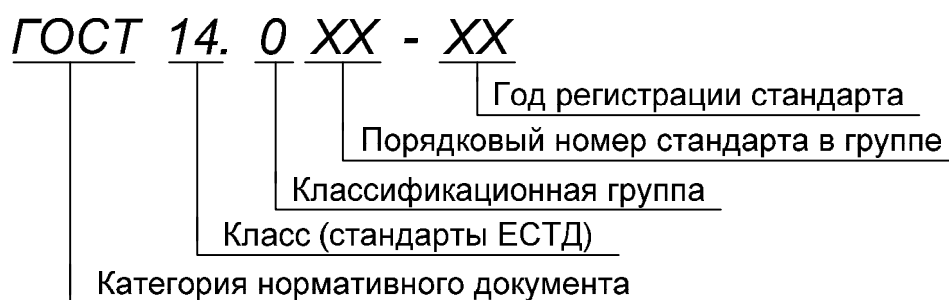 ГОСТ 14. 0 ХХ - ХХ
Год регистрации стандарта
Порядковый номер стандарта в группе
Классификационная группа
Класс (стандарты ЕСТД)
Категория нормативного документа